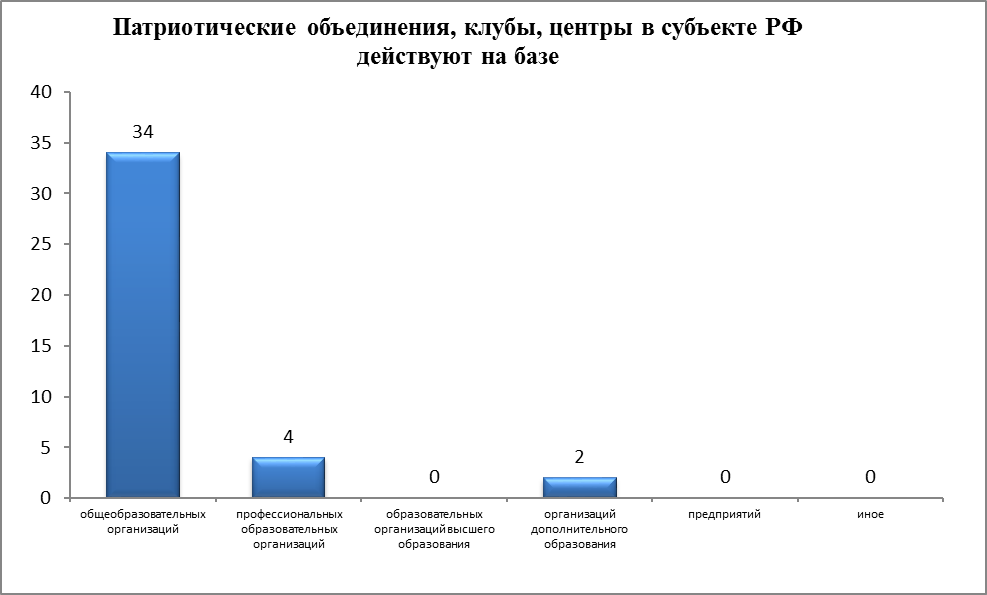 Патриотические объединения, клубы, центры в субъекте РФ
действуют на базе
40
35
30
25
20
15
10
5
0
34
4
0
2
0
0
общеобразовательных
организаций
профессиональных
образовательных
организаций
образовательных
организаций высшего
образования
организаций
дополнительного
образования
предприятий
иное